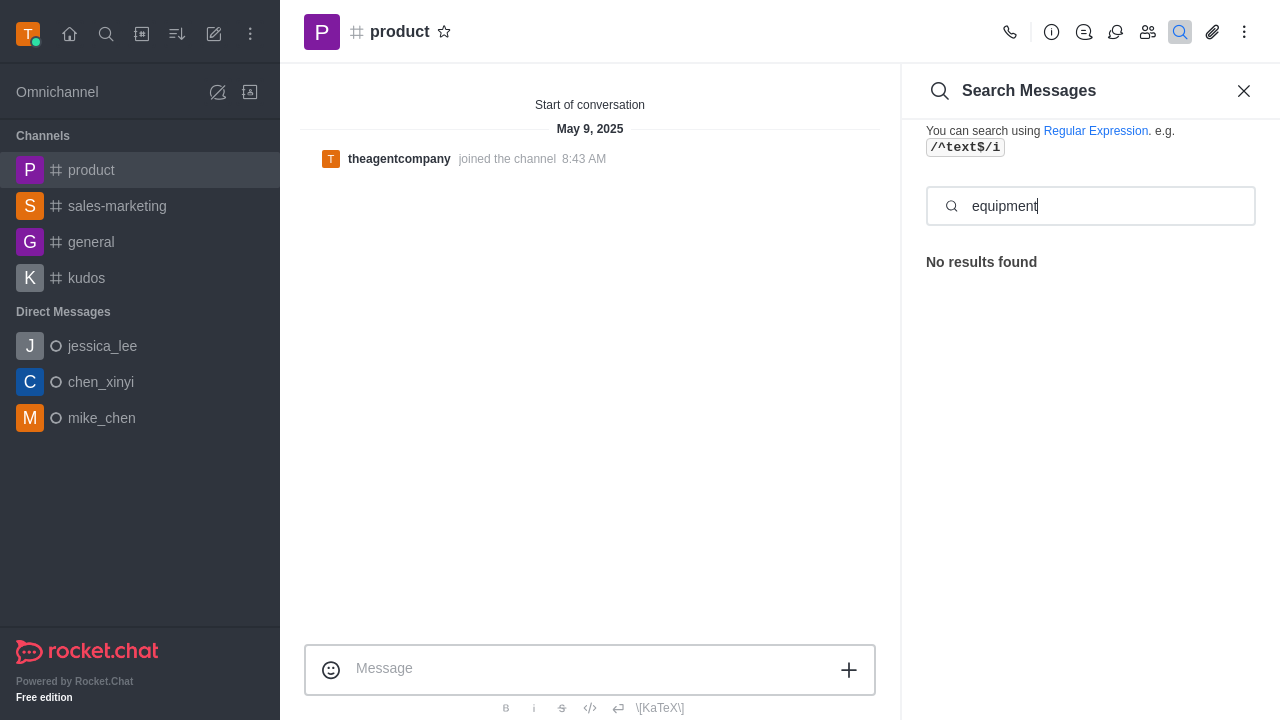 T
Omnichannel
Channels
P product
S sales-marketing
G general
K kudos
Direct Messages
J jessica_lee
C chen_xinyi
M mike_chen
rocket.chat
Powered by Rocket.Chat
Free edition
P product
Start of conversation
May 9, 2025
T theagentcompany joined the channel 8:43 AM
Message
B i S \[KaTeX\]
Search Messages
You can search using Regular Expression. e.g.
/^text$/i
equipment
No results found